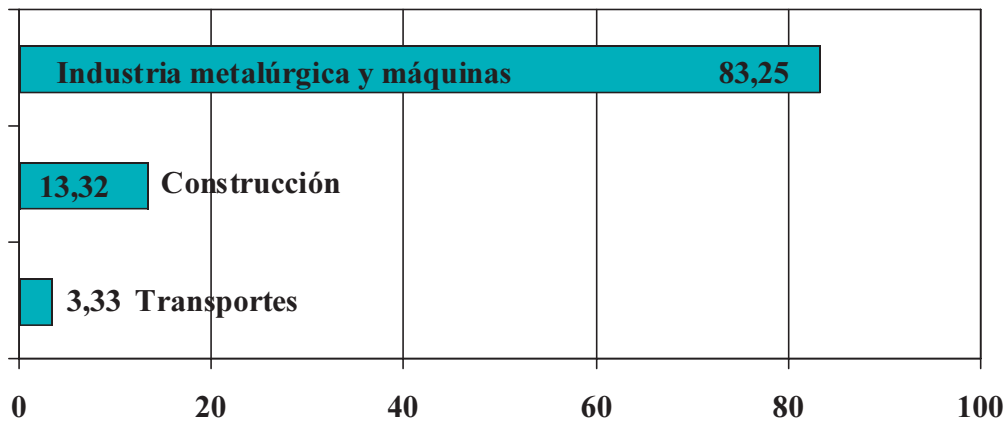 Industria metalúrgica y máquinas 83,25
13,32 Construcción
3,33 Transportes
0 20 40 60 80 100